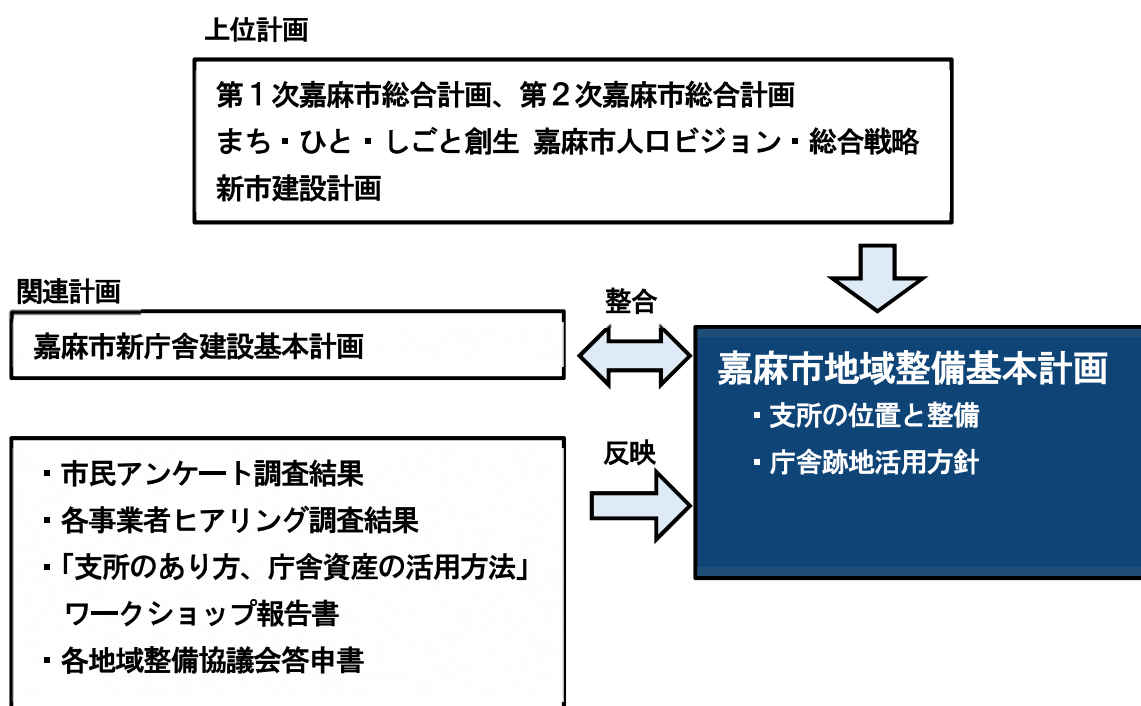 上位計画
第１次嘉麻市総合計画、第２次嘉麻市総合計画
まち・ひと・しごと創生 嘉麻市人口ビジョン・総合戦略
新市建設計画
関連計画
嘉麻市新庁舎建設基本計画
整合
嘉麻市地域整備基本計画
・支所の位置と整備
・庁舎跡地活用方針
・市民アンケート調査結果
・各事業者ヒアリング調査結果
・「支所のあり方、庁舎資産の活用方法」
ワークショップ報告書
・各地域整備協議会答申書
反映